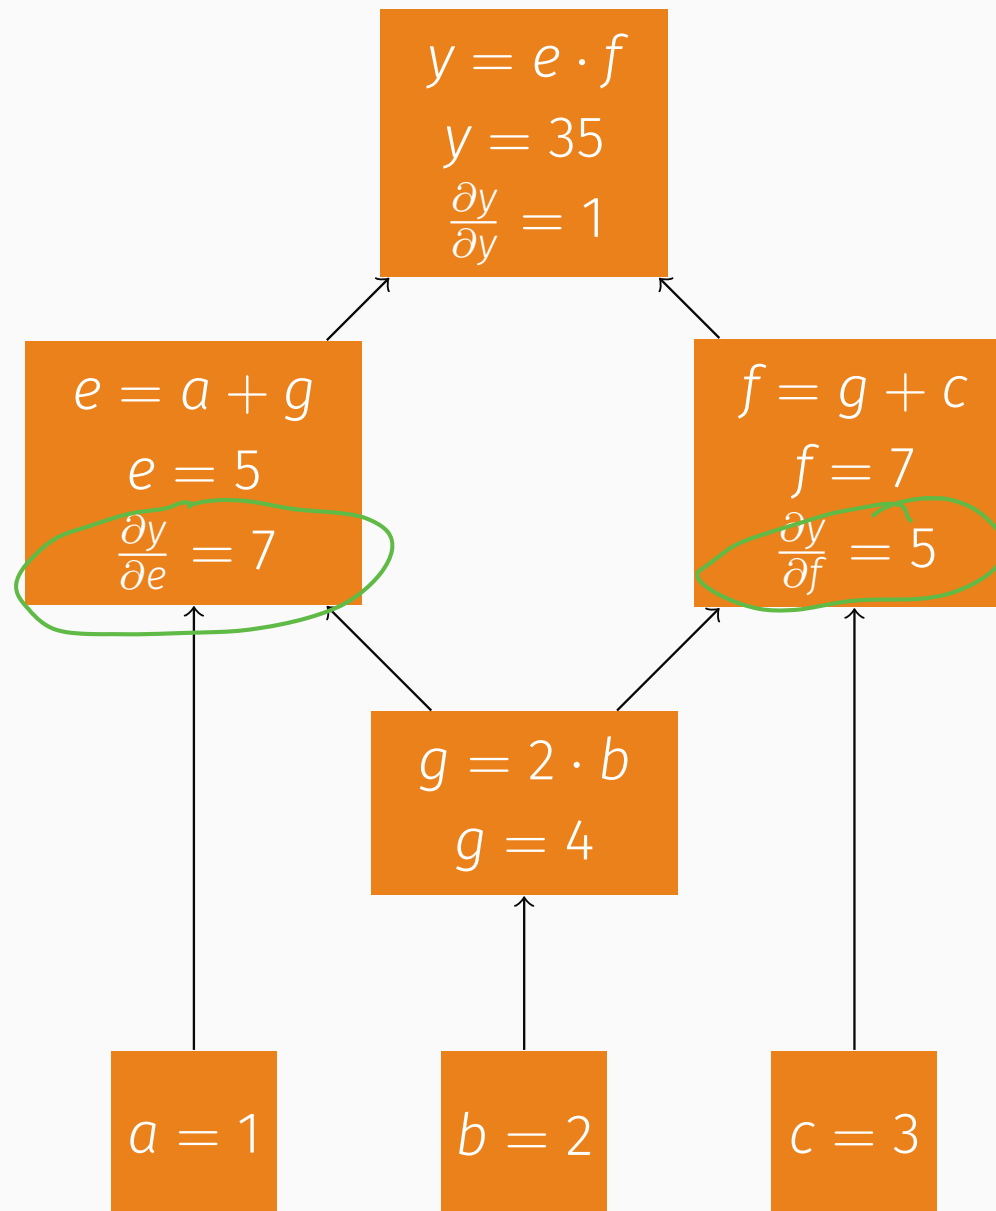 y = e · f
y = 35
∂y/∂y = 1
e = a + g
e = 5
∂y/∂e = 7
f = g + c
f = 7
∂y/∂f = 5
g = 2 · b
g = 4
a = 1
b = 2
c = 3